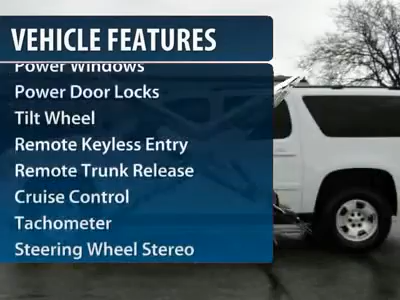 VEHICLE FEATURES
Power Windows
Power Door Locks
Tilt Wheel
Remote Keyless Entry
Remote Trunk Release
Cruise Control
Tachometer
Steering Wheel Stereo